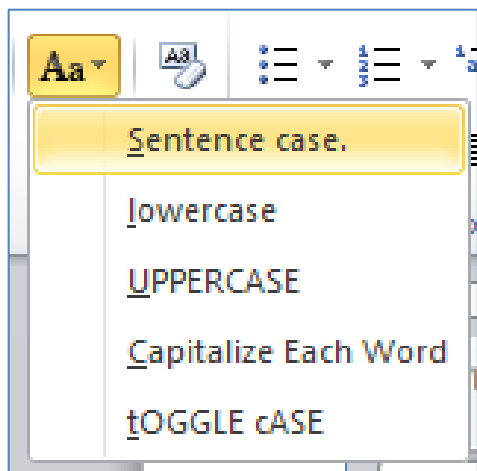 Aa
Sentence case.
lowercase
UPPERCASE
Capitalize Each Word
tOGGLE cASE